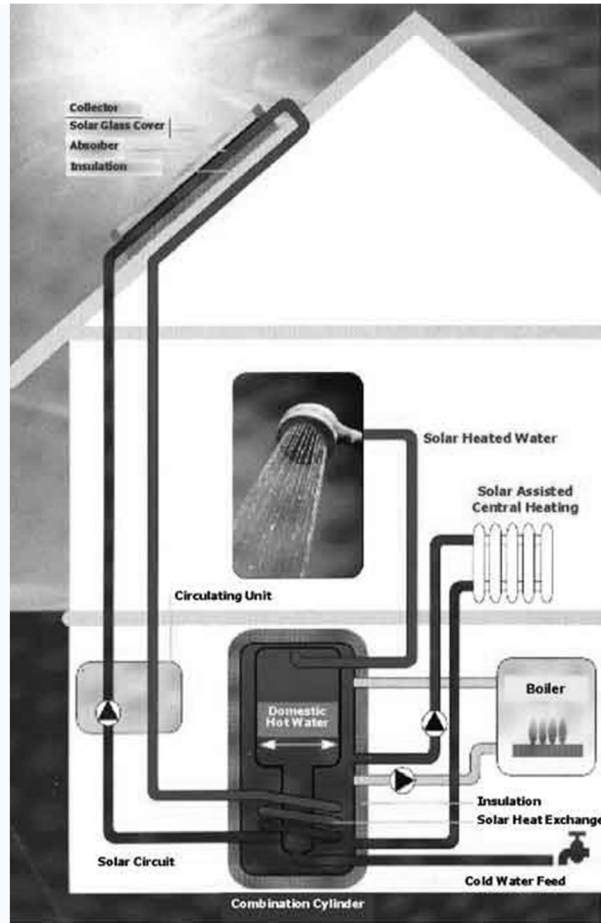 Collector
Solar Glass Cover
Absorber
Insulation
Solar Heated Water
Solar Assisted
Central Heating
Circulating Unit
Boiler
Domestic
Hot Water
Insulation
Solar Heat Exchange
Solar Circuit
Cold Water Feed
Combination Cylinder